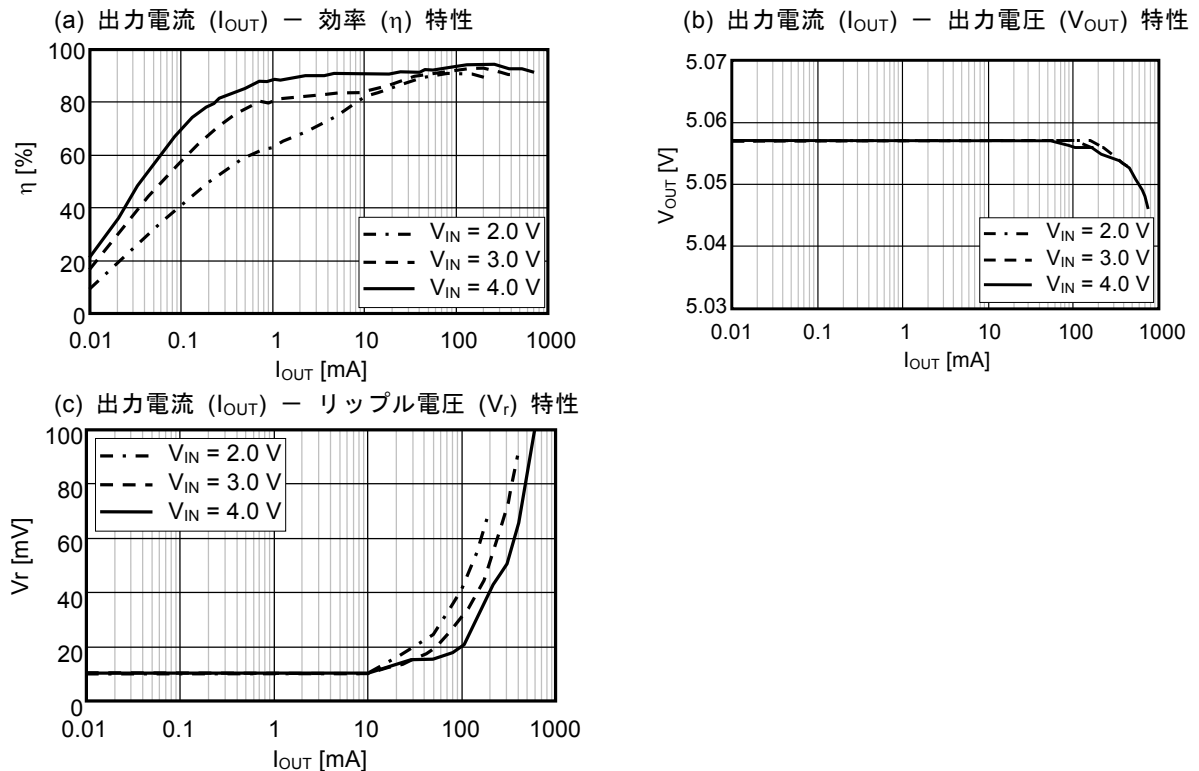 (a) 出力電流 (IOUT) － 効率 (η) 特性
100
80
60
40
20
0
η [%]
VIN = 2.0 V
VIN = 3.0 V
VIN = 4.0 V
0.01 0.1 1 10 100 1000
IOUT [mA]
(b) 出力電流 (IOUT) － 出力電圧 (VOUT) 特性
5.07
5.06
5.05
5.04
5.03
VOUT [V]
VIN = 2.0 V
VIN = 3.0 V
VIN = 4.0 V
0.01 0.1 1 10 100 1000
IOUT [mA]
(c) 出力電流 (IOUT) － リップル電圧 (Vr) 特性
100
80
60
40
20
0
Vr [mV]
VIN = 2.0 V
VIN = 3.0 V
VIN = 4.0 V
0.01 0.1 1 10 100 1000
IOUT [mA]